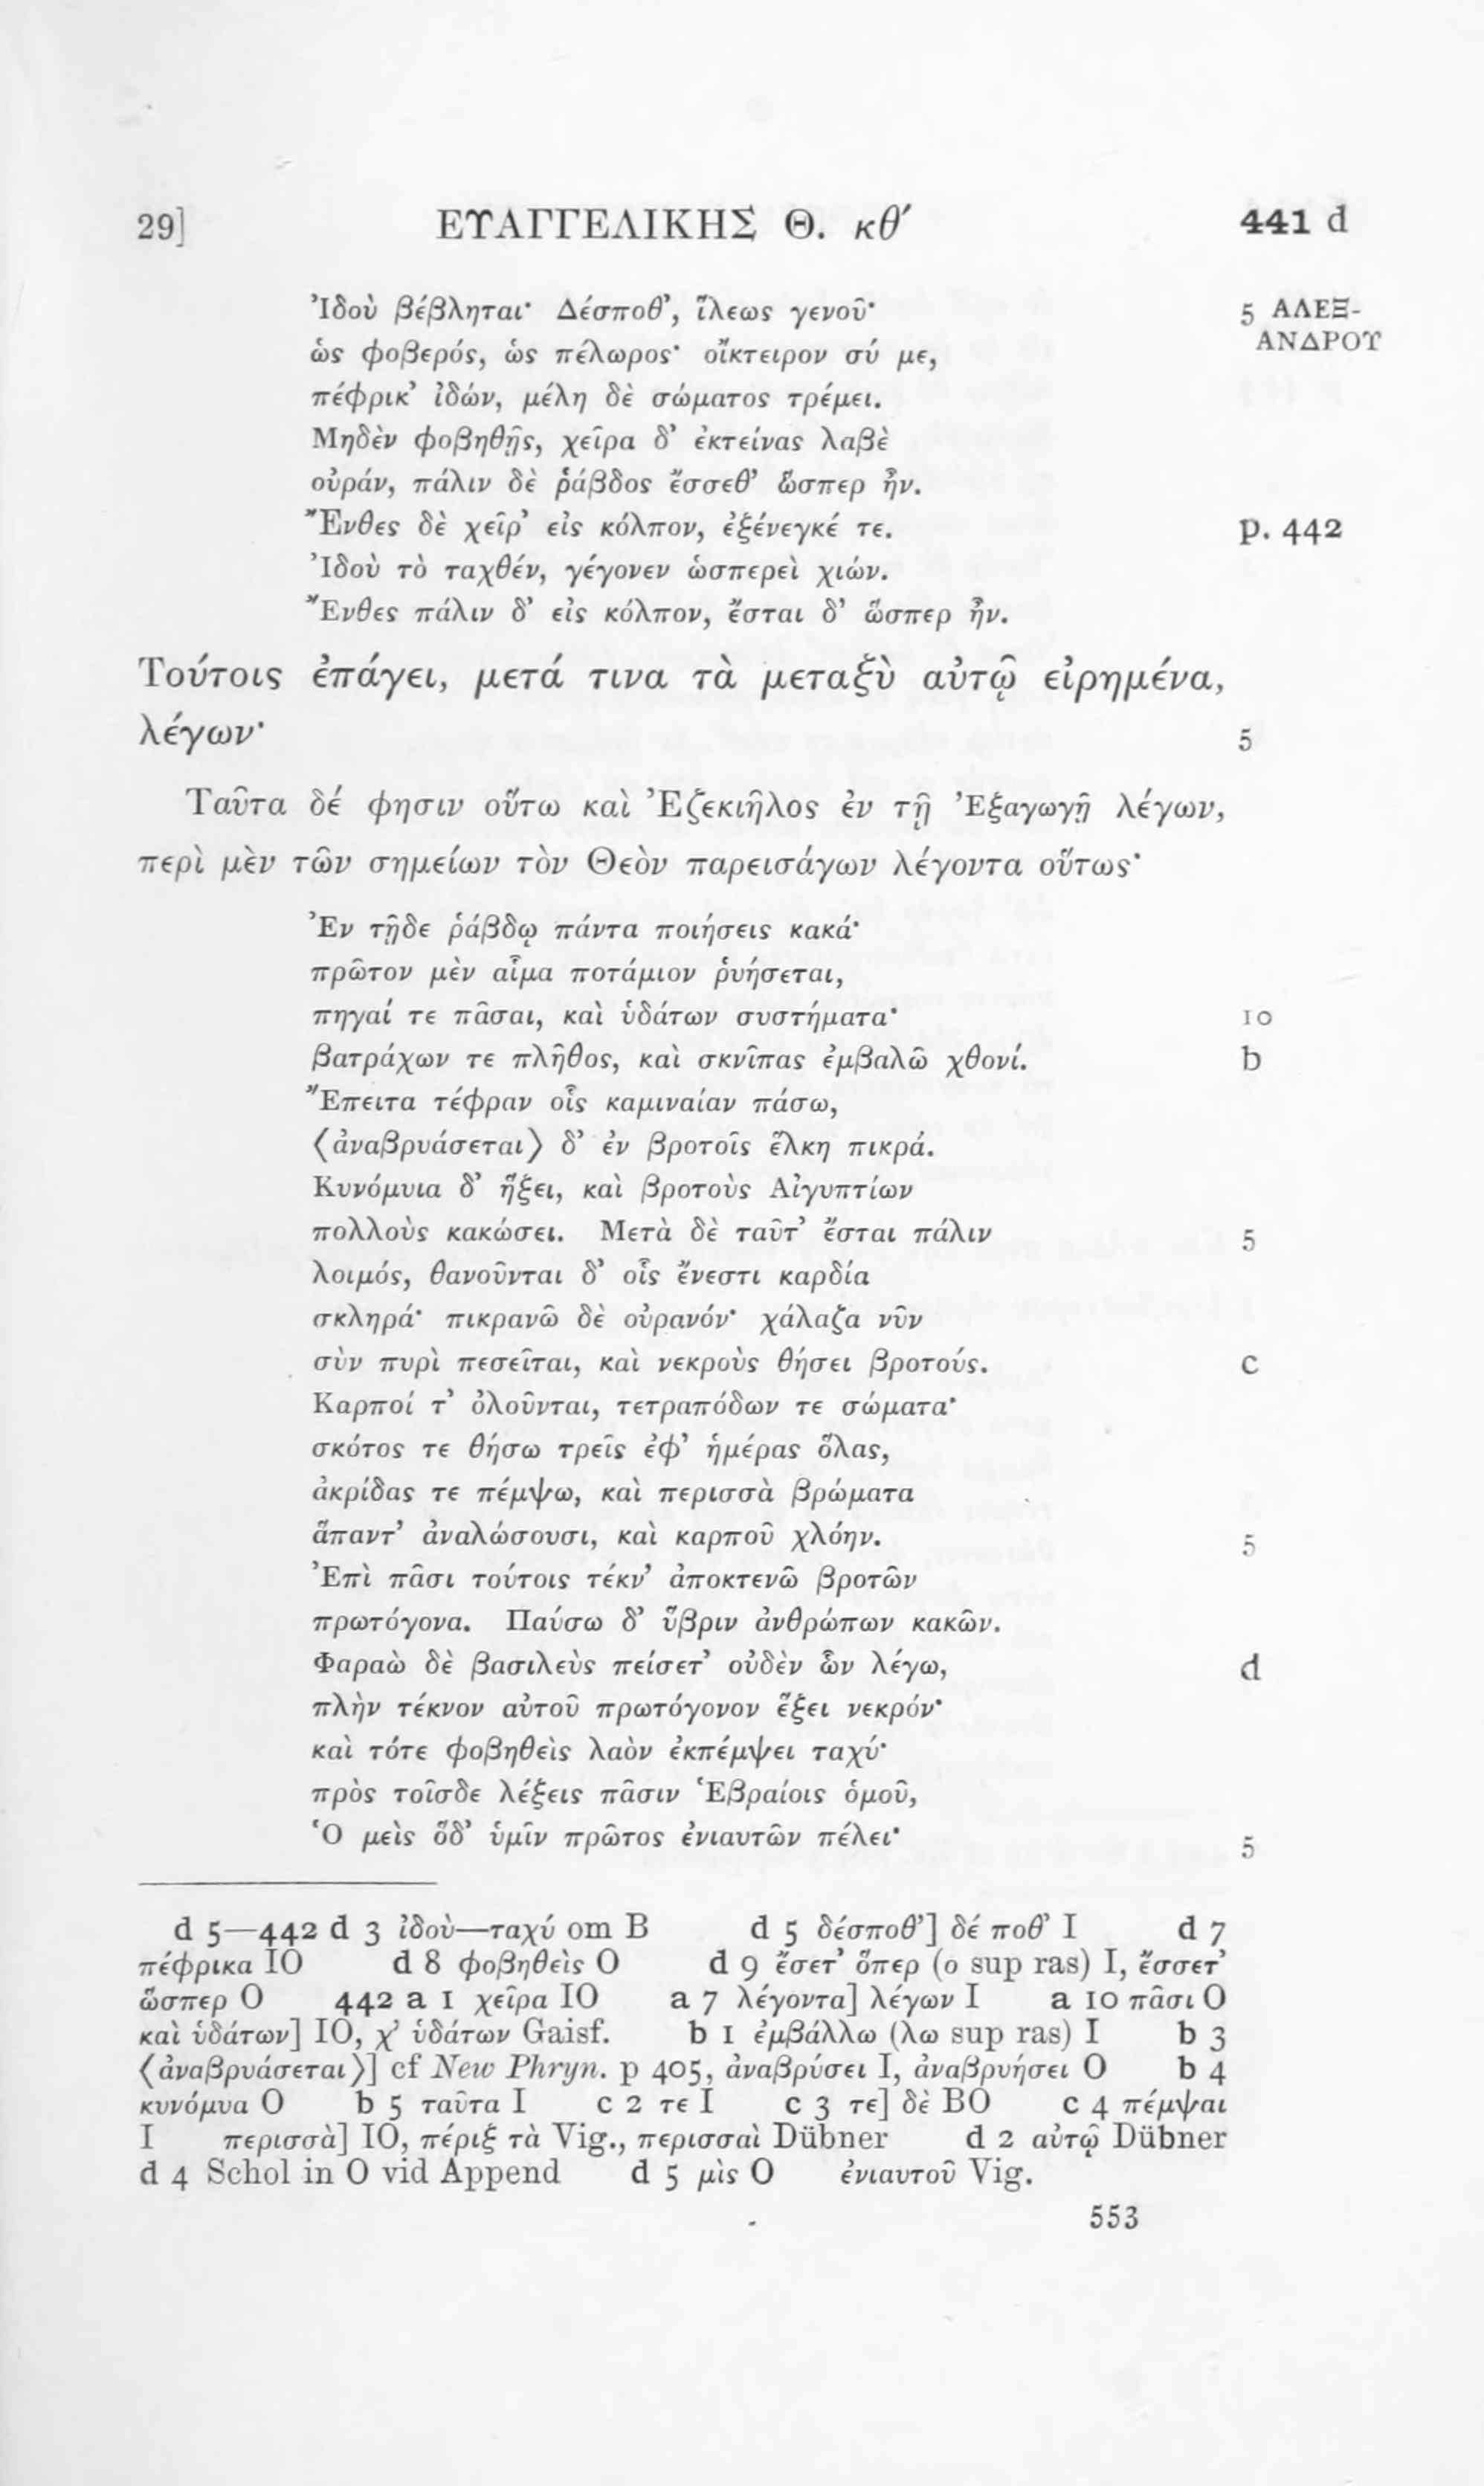 29] ΕΥΑΓΓΕΛΙΚΗΣ Θ. κθ′ 441 d
Ἰδοὺ βέβληται· Δέσποθ’, ἵλεως γενοῦ· 5 ΑΛΕΞ-
ὡς φοβερός, ὡς πέλωρος· οἴκτειρον σύ με, ΑΝΔΡΟΥ
πέφρικ’ ἰδών, μέλη δὲ σώματος τρέμει.
Μηδὲν φοβηθῇς, χεῖρα δ’ ἐκτείνας λαβὲ
οὐράν, πάλιν δὲ ῥάβδος ἔσσεθ’ ὥσπερ ἦν.
Ἔνθες δὲ χεῖρ’ εἰς κόλπον, ἐξένεγκέ τε. p. 442
Ἰδοὺ τὸ ταχθέν, γέγονεν ὡσπερεὶ χιών.
Ἔνθες πάλιν δ’ εἰς κόλπον, ἔσται δ’ ὥσπερ ἦν.
Τούτοις ἐπάγει, μετά τινα τὰ μεταξὺ αὐτῷ εἰρημένα,
λέγων· 5
Ταῦτα δέ φησιν οὕτω καὶ Ἐζεκιῆλος ἐν τῇ Ἐξαγωγῇ λέγων,
περὶ μὲν τῶν σημείων τὸν Θεὸν παρεισάγων λέγοντα οὕτως·
Ἐν τῇδε ῥάβδῳ πάντα ποιήσεις κακά·
πρῶτον μὲν αἷμα ποτάμιον ῥυήσεται,
πηγαί τε πᾶσαι, καὶ ὑδάτων συστήματα· 10
βατράχων τε πλῆθος, καὶ σκνῖπας ἐμβαλῶ χθονί. b
Ἔπειτα τέφραν οἷς καμιναίαν πάσω,
⟨ἀναβρυάσεται⟩ δ’ ἐν βροτοῖς ἕλκη πικρά.
Κυνόμυια δ’ ἥξει, καὶ βροτοὺς Αἰγυπτίων
πολλοὺς κακώσει. Μετὰ δὲ ταῦτ’ ἔσται πάλιν 5
λοιμός, θανοῦνται δ’ οἷς ἔνεστι καρδία
σκληρά· πικρανῶ δὲ οὐρανόν· χάλαζα νῦν
σὺν πυρὶ πεσεῖται, καὶ νεκροὺς θήσει βροτούς. c
Καρποί τ’ ὀλοῦνται, τετραπόδων τε σώματα·
σκότος τε θήσω τρεῖς ἐφ’ ἡμέρας ὅλας,
ἀκρίδας τε πέμψω, καὶ περισσὰ βρώματα
ἅπαντ’ ἀναλώσουσι, καὶ καρποῦ χλόην. 5
Ἐπὶ πᾶσι τούτοις τέκν’ ἀποκτενῶ βροτῶν
πρωτόγονα. Παύσω δ’ ὕβριν ἀνθρώπων κακῶν.
Φαραὼ δὲ βασιλεὺς πείσετ’ οὐδὲν ὧν λέγω, d
πλὴν τέκνον αὐτοῦ πρωτόγονον ἕξει νεκρόν·
καὶ τότε φοβηθεὶς λαὸν ἐκπέμψει ταχύ·
πρὸς τοῖσδε λέξεις πᾶσιν Ἑβραίοις ὁμοῦ,
Ὁ μεὶς ὅδ’ ὑμῖν πρῶτος ἐνιαυτῶν πέλει· 5
d 5—442 d 3 ἰδοὺ—ταχύ om B d 5 δέσποθ’] δέ ποθ’ I d 7
πέφρικα IO d 8 φοβηθεὶς O d 9 ἔσετ’ ὅπερ (ο sup ras) I, ἔσσετ’
ὥσπερ O 442 a 1 χεῖρα IO a 7 λέγοντα] λέγων I a 10 πᾶσι O
καὶ ὑδάτων] IO, χ’ ὑδάτων Gaisf. b 1 ἐμβάλλω (λω sup ras) I b 3
⟨ἀναβρυάσεται⟩] cf New Phryn. p 405, ἀναβρύσει I, ἀναβρυήσει O b 4
κυνόμυα O b 5 ταῦτα I c 2 τε I c 3 τε] δὲ BO c 4 πέμψαι
I περισσὰ] IO, πέριξ τὰ Vig., περισσαὶ Dübner d 2 αὐτῷ Dübner
d 4 Schol in O vid Append d 5 μὶς O ἐνιαυτοῦ Vig.
553